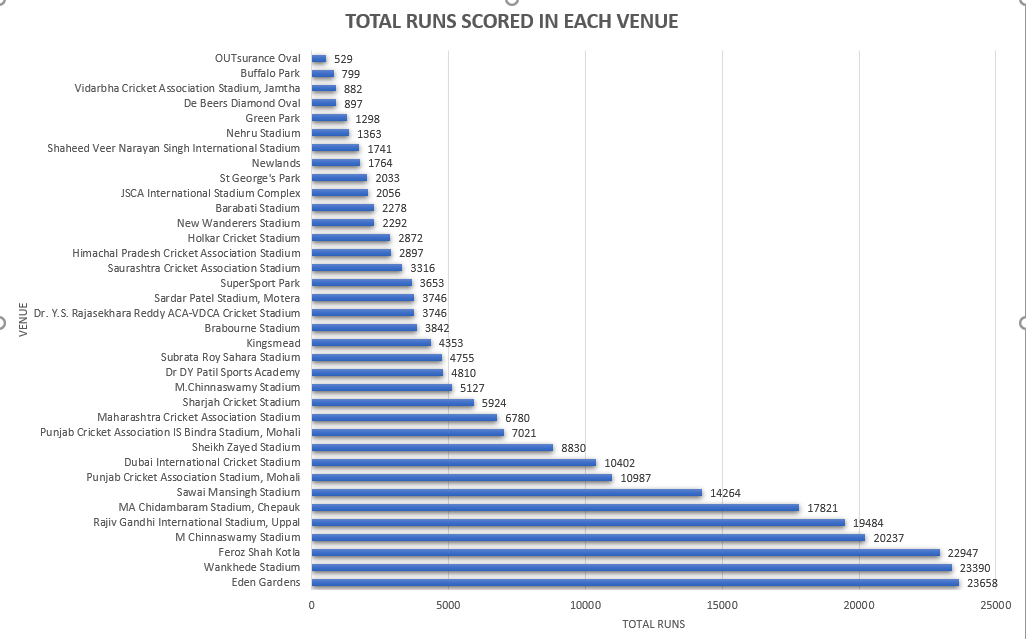 TOTAL RUNS SCORED IN EACH VENUE
OUTsurance Oval 529
Buffalo Park 799
Vidarbha Cricket Association Stadium, Jamtha 882
De Beers Diamond Oval 897
Green Park 1298
Nehru Stadium 1363
Shaheed Veer Narayan Singh International Stadium 1741
Newlands 1764
St George's Park 2033
JSCA International Stadium Complex 2056
Barabati Stadium 2278
New Wanderers Stadium 2292
Holkar Cricket Stadium 2872
Himachal Pradesh Cricket Association Stadium 2897
Saurashtra Cricket Association Stadium 3316
SuperSport Park 3653
Sardar Patel Stadium, Motera 3746
Dr. Y.S. Rajasekhara Reddy ACA-VDCA Cricket Stadium 3746
Brabourne Stadium 3842
Kingsmead 4353
Subrata Roy Sahara Stadium 4755
Dr DY Patil Sports Academy 4810
M.Chinnaswamy Stadium 5127
Sharjah Cricket Stadium 5924
Maharashtra Cricket Association Stadium 6780
Punjab Cricket Association IS Bindra Stadium, Mohali 7021
Sheikh Zayed Stadium 8830
Dubai International Cricket Stadium 10402
Punjab Cricket Association Stadium, Mohali 10987
Sawai Mansingh Stadium 14264
MA Chidambaram Stadium, Chepauk 17821
Rajiv Gandhi International Stadium, Uppal 19484
M Chinnaswamy Stadium 20237
Feroz Shah Kotla 22947
Wankhede Stadium 23390
Eden Gardens 23658
VENUE
0 5000 10000 15000 20000 25000
TOTAL RUNS